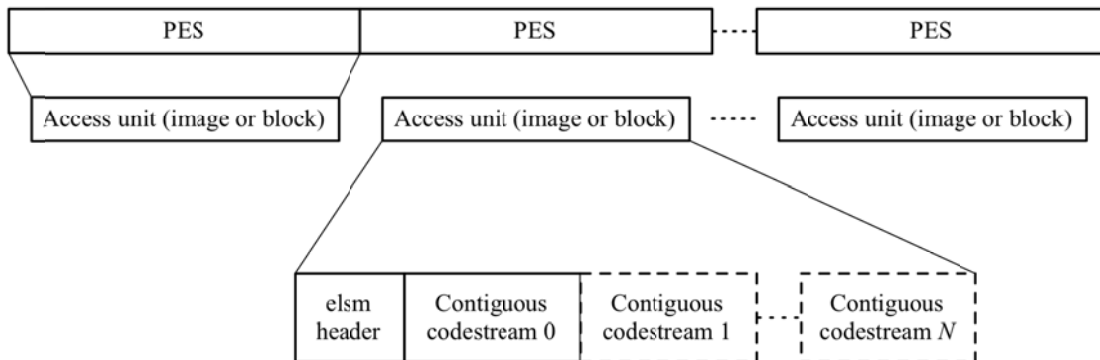 PES PES PES
Access unit (image or block) Access unit (image or block) Access unit (image or block)
elsm Contiguous Contiguous Contiguous
header codestream 0 codestream 1 codestream N